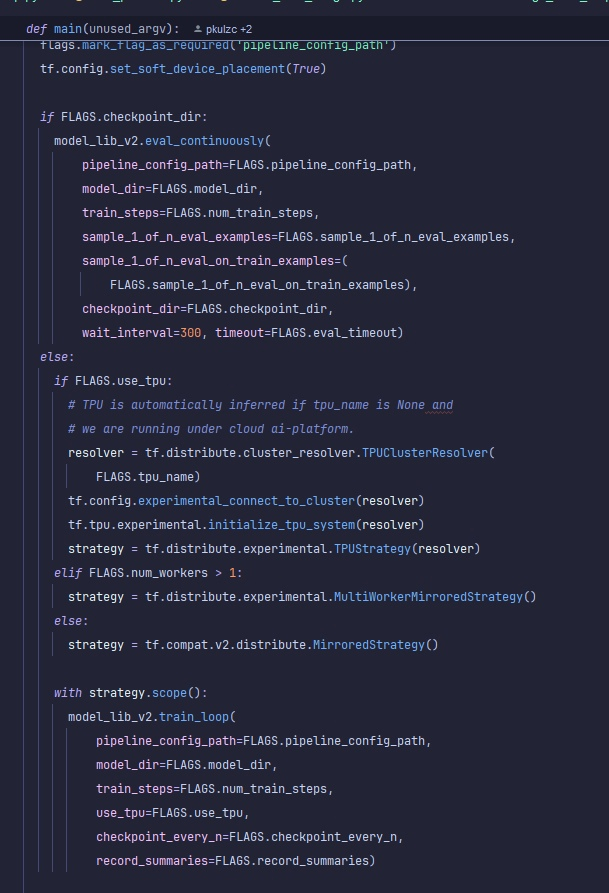 def main(unused_argv): pkulzc +2
flags.mark_flag_as_required('pipeline_config_path')
tf.config.set_soft_device_placement(True)
if FLAGS.checkpoint_dir:
model_lib_v2.eval_continuously(
pipeline_config_path=FLAGS.pipeline_config_path,
model_dir=FLAGS.model_dir,
train_steps=FLAGS.num_train_steps,
sample_1_of_n_eval_examples=FLAGS.sample_1_of_n_eval_examples,
sample_1_of_n_eval_on_train_examples=(
FLAGS.sample_1_of_n_eval_on_train_examples),
checkpoint_dir=FLAGS.checkpoint_dir,
wait_interval=300, timeout=FLAGS.eval_timeout)
else:
if FLAGS.use_tpu:
# TPU is automatically inferred if tpu_name is None and
# we are running under cloud ai-platform.
resolver = tf.distribute.cluster_resolver.TPUClusterResolver(
FLAGS.tpu_name)
tf.config.experimental_connect_to_cluster(resolver)
tf.tpu.experimental.initialize_tpu_system(resolver)
strategy = tf.distribute.experimental.TPUStrategy(resolver)
elif FLAGS.num_workers > 1:
strategy = tf.distribute.experimental.MultiWorkerMirroredStrategy()
else:
strategy = tf.compat.v2.distribute.MirroredStrategy()
with strategy.scope():
model_lib_v2.train_loop(
pipeline_config_path=FLAGS.pipeline_config_path,
model_dir=FLAGS.model_dir,
train_steps=FLAGS.num_train_steps,
use_tpu=FLAGS.use_tpu,
checkpoint_every_n=FLAGS.checkpoint_every_n,
record_summaries=FLAGS.record_summaries)